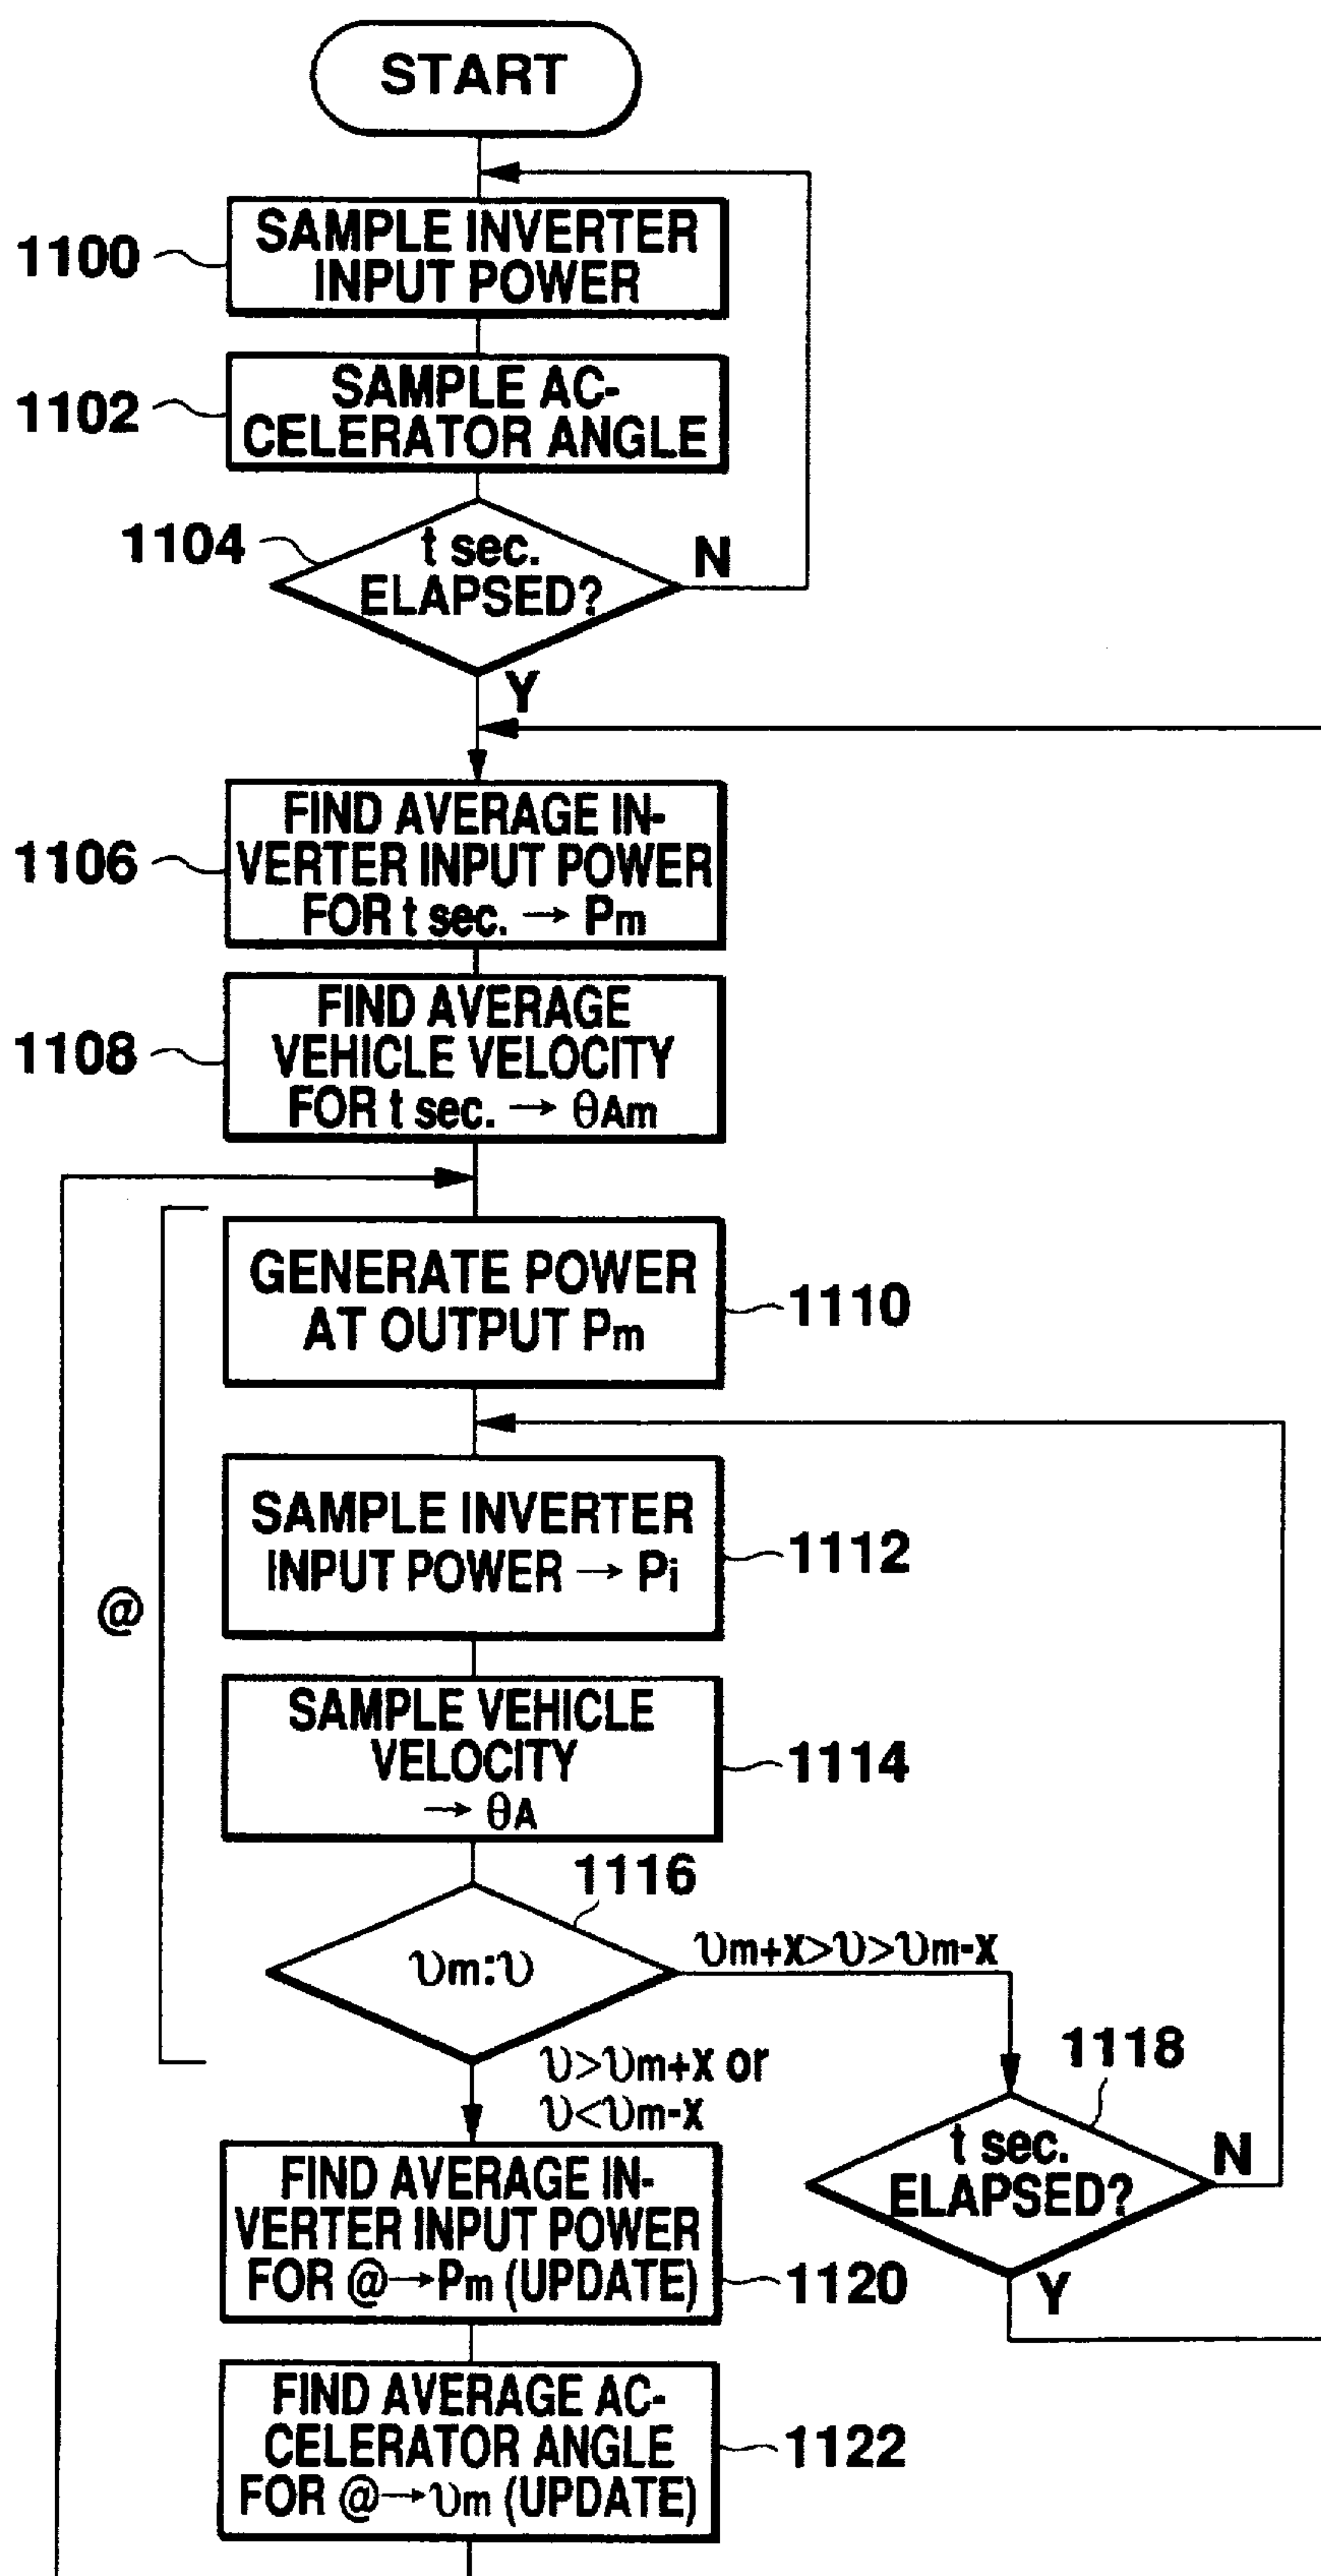 START
1100
SAMPLE INVERTER
INPUT POWER
1102
SAMPLE AC-
CELERATOR ANGLE
1104
t sec.
ELAPSED?
N
Y
1106
FIND AVERAGE IN-
VERTER INPUT POWER
FOR t sec. → Pm
1108
FIND AVERAGE
VEHICLE VELOCITY
FOR t sec. → θAm
GENERATE POWER
AT OUTPUT Pm
1110
@
SAMPLE INVERTER
INPUT POWER → Pi
1112
SAMPLE VEHICLE
VELOCITY
→ θA
1114
1116
υm:υ
υm+x>υ>υm-x
υ>υm+x or
υ<υm-x
1118
t sec.
ELAPSED?
N
Y
FIND AVERAGE IN-
VERTER INPUT POWER
FOR @→Pm (UPDATE)
1120
FIND AVERAGE AC-
CELERATOR ANGLE
FOR @→υm (UPDATE)
1122